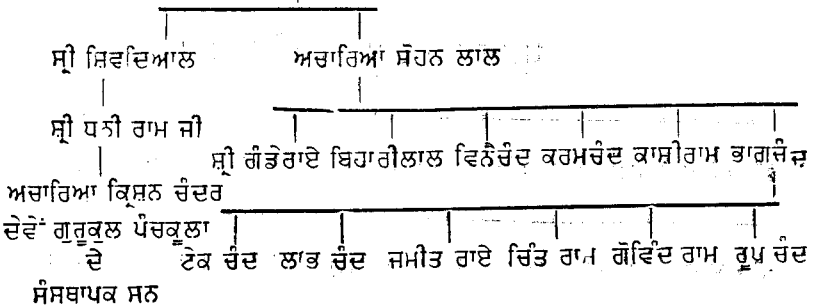 ਸ੍ਰੀ ਸ਼ਿਵਦਿਆਲ ਅਚਾਰਿਆ ਸੋਹਨ ਲਾਲ
ਸ਼੍ਰੀ ਧਨੀ ਰਾਮ ਜੀ
ਸ਼੍ਰੀ ਗੰਡੇਰਾਏ ਬਿਹਾਰੀਲਾਲ ਵਿਨੈਚੰਦ ਕਰਮਚੰਦ ਕਾਸ਼ੀਰਾਮ ਭਾਗਚੰਦ
ਅਚਾਰਿਆ ਕ੍ਰਿਸ਼ਨ ਚੰਦਰ
ਦੇਵੇਂ ਗੁਰੂਕੁਲ ਪੰਚਕੂਲਾ
ਦੇ ਟੇਕ ਚੰਦ ਲਾਭ ਚੰਦ ਜਮੀਤ ਰਾਏ ਚਿੰਤ ਰਾਮ ਗੋਵਿੰਦ ਰਾਮ ਰੂਪ ਚੰਦ
ਸੰਸਥਾਪਕ ਸਨ